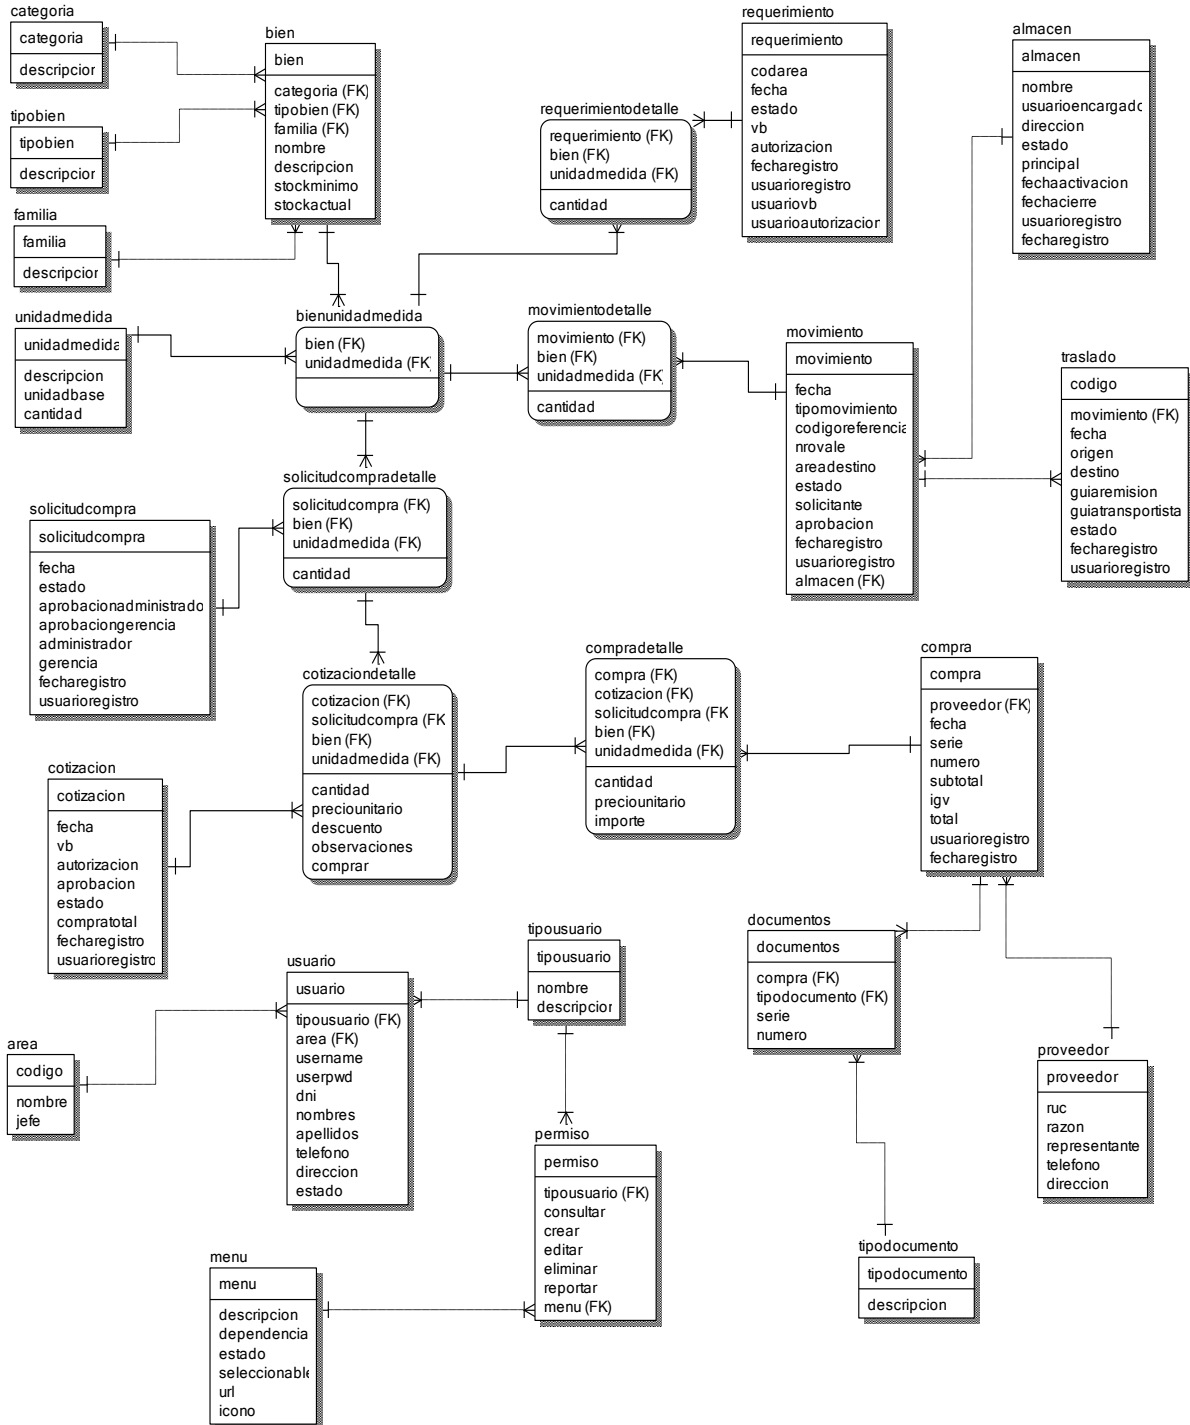 categoria
categoria
descripcior
tipobien
tipobien
descripcior
familia
familia
descripcior
bien
bien
categoria (FK)
tipobien (FK)
familia (FK)
nombre
descripcion
stockminimo
stockactual
requerimientodetalle
requerimiento (FK)
bien (FK)
unidadmedida (FK)
cantidad
requerimiento
requerimiento
codarea
fecha
estado
vb
autorizacion
fecharegistro
usuarioregistro
usuariovb
usuarioautorizacior
almacen
almacen
nombre
usuarioencargado
direccion
estado
principal
fechaactivacion
fechacierre
usuarioregistro
fecharegistro
unidadmedida
unidadmedida
descripcion
unidadbase
cantidad
bienunidadmedida
bien (FK)
unidadmedida (FK)
movimientodetalle
movimiento (FK)
bien (FK)
unidadmedida (FK)
cantidad
movimiento
movimiento
fecha
tipomovimiento
codigoreferencia
nrovale
areadestino
estado
solicitante
aprobacion
fecharegistro
usuarioregistro
almacen (FK)
traslado
codigo
movimiento (FK)
fecha
origen
destino
guiaremision
guiatransportista
estado
fecharegistro
usuarioregistro
solicitudcompradetalle
solicitudcompra (FK)
bien (FK)
unidadmedida (FK)
cantidad
solicitudcompra
solicitudcompra
fecha
estado
aprobacionadministrado
aprobaciongerencia
administrador
gerencia
fecharegistro
usuarioregistro
cotizaciondetalle
cotizacion (FK)
solicitudcompra (FK
bien (FK)
unidadmedida (FK)
cantidad
preciounitario
descuento
observaciones
comprar
compradetalle
compra (FK)
cotizacion (FK)
solicitudcompra (FK
bien (FK)
unidadmedida (FK)
cantidad
preciounitario
importe
compra
compra
proveedor (FK)
fecha
serie
numero
subtotal
igv
total
usuarioregistro
fecharegistro
cotizacion
cotizacion
fecha
vb
autorizacion
aprobacion
estado
compratotal
fecharegistro
usuarioregistro
usuario
usuario
tipousuario (FK)
area (FK)
username
userpwd
dni
nombres
apellidos
telefono
direccion
estado
tipousuario
tipousuario
nombre
descripcior
documentos
documentos
compra (FK)
tipodocumento (FK)
serie
numero
area
codigo
nombre
jefe
proveedor
proveedor
ruc
razon
representante
telefono
direccion
permiso
permiso
tipousuario (FK)
consultar
crear
editar
eliminar
reportar
menu (FK)
menu
menu
descripcion
dependencia
estado
seleccionable
url
icono
tipodocumento
tipodocumento
descripcion